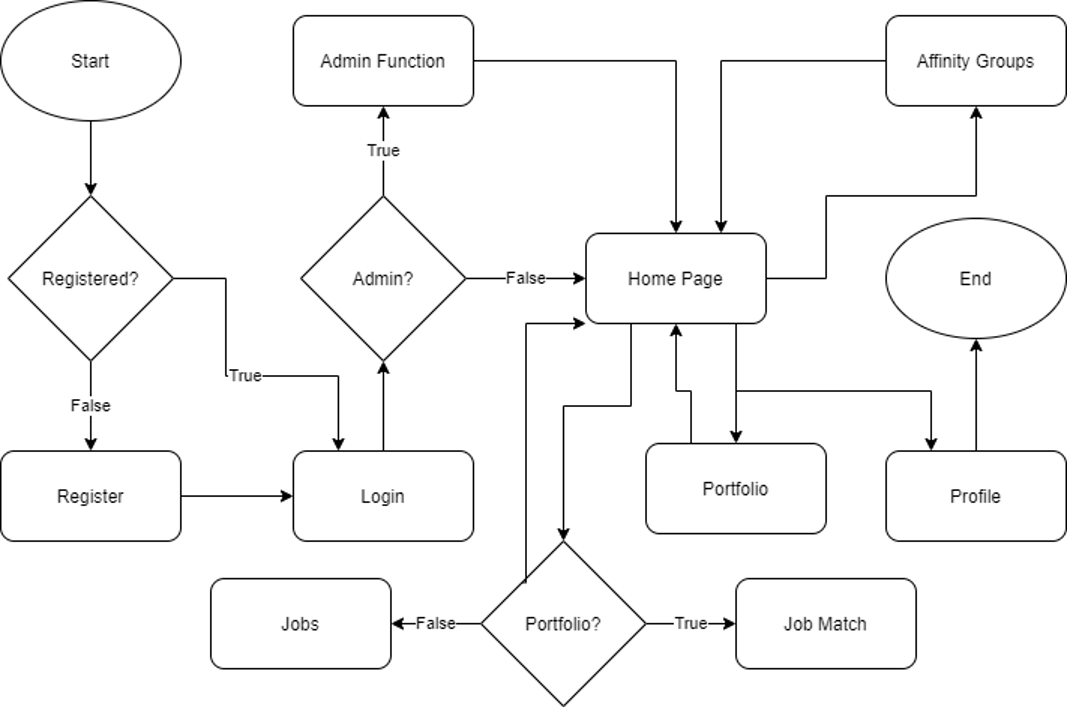 Start
Admin Function
Affinity Groups
True
Registered?
Admin?
False
Home Page
End
True
False
Register
Login
Portfolio
Profile
Jobs
False
Portfolio?
True
Job Match